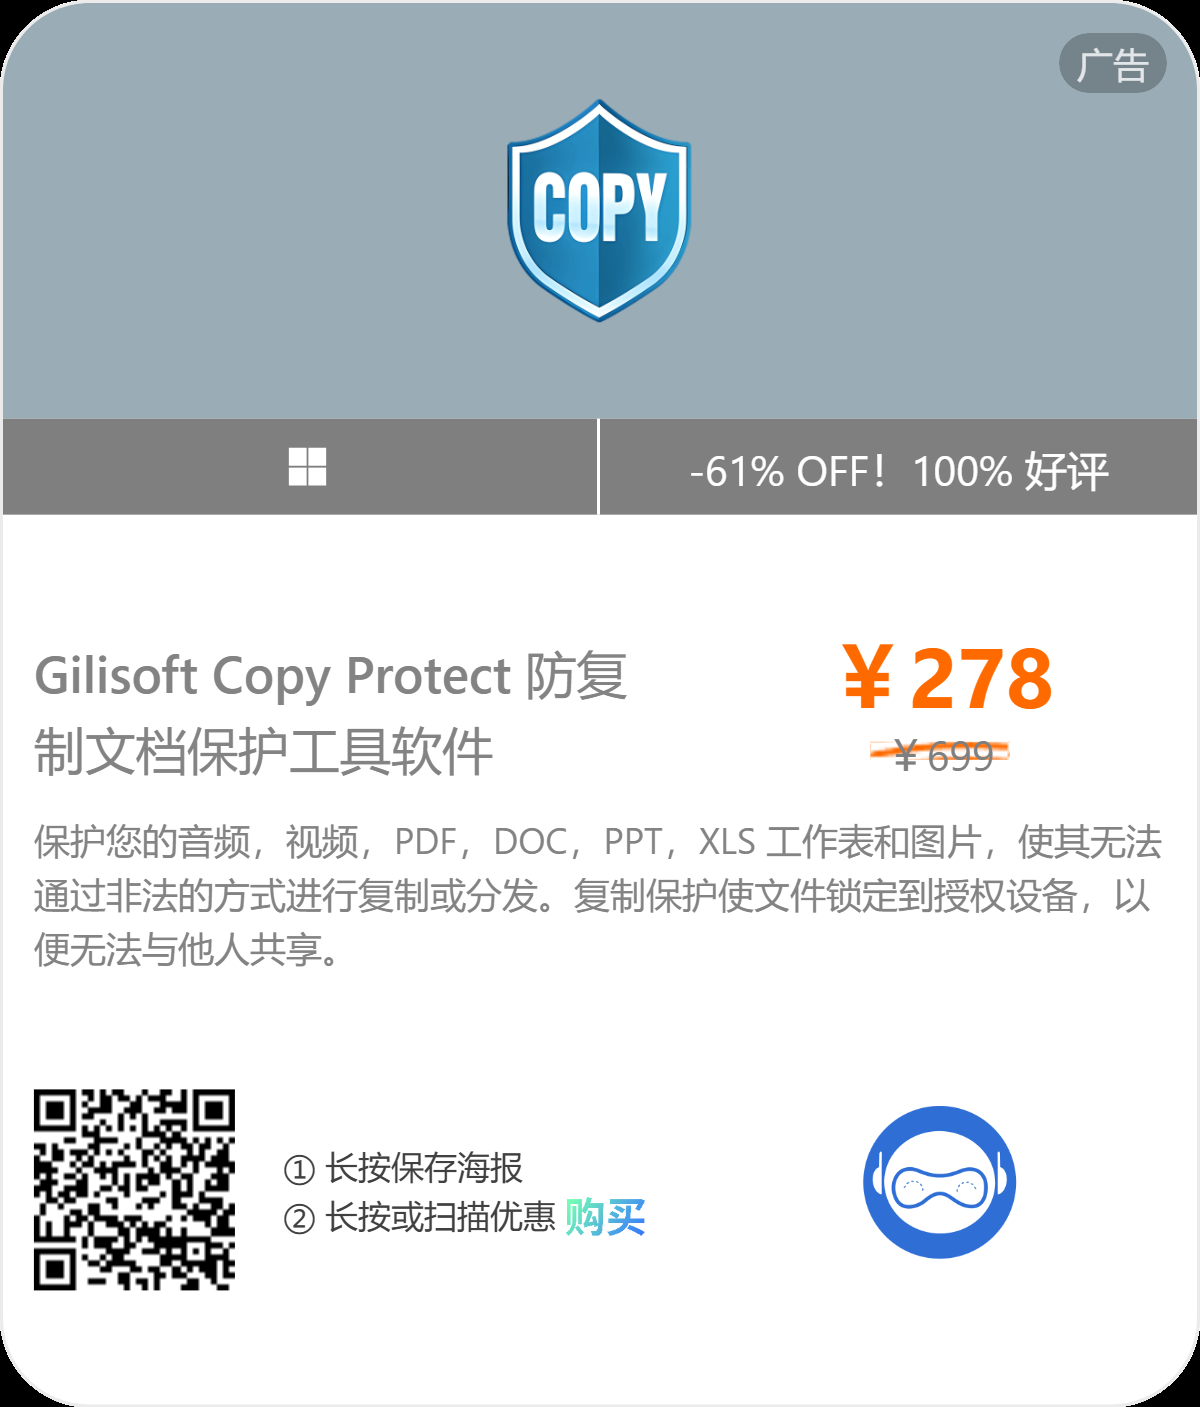 广告
COPY
-61% OFF！100% 好评
Gilisoft Copy Protect 防复
制文档保护工具软件
￥278
￥699
保护您的音频，视频，PDF，DOC，PPT，XLS 工作表和图片，使其无法
通过非法的方式进行复制或分发。复制保护使文件锁定到授权设备，以
便无法与他人共享。
① 长按保存海报
② 长按或扫描优惠 购买